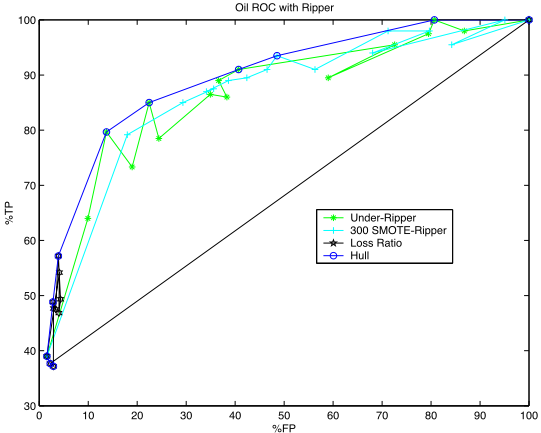 Oil ROC with Ripper
100
90
80
70
60
50
40
30
%TP
Under-Ripper
300 SMOTE-Ripper
Loss Ratio
Hull
0 10 20 30 40 50 60 70 80 90 100
%FP